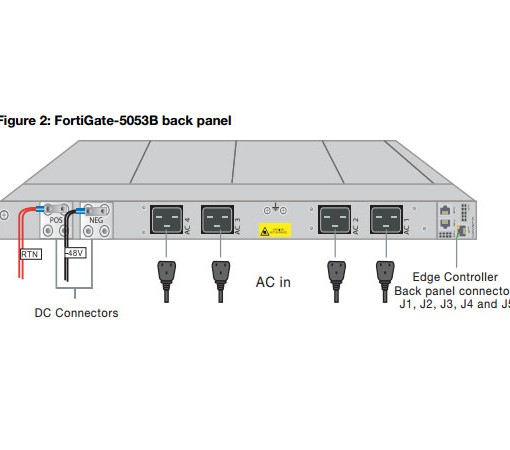 Figure 2: FortiGate-5053B back panel
POS
NEG
AC 4
AC 3
AC 2
AC 1
RTN
-48V
AC in
DC Connectors
Edge Controller
Back panel connecto
J1, J2, J3, J4 and J5